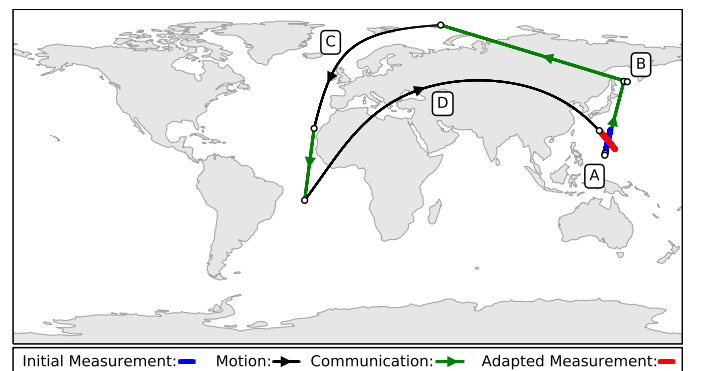 C
B
D
A
Initial Measurement: Motion: Communication: Adapted Measurement: